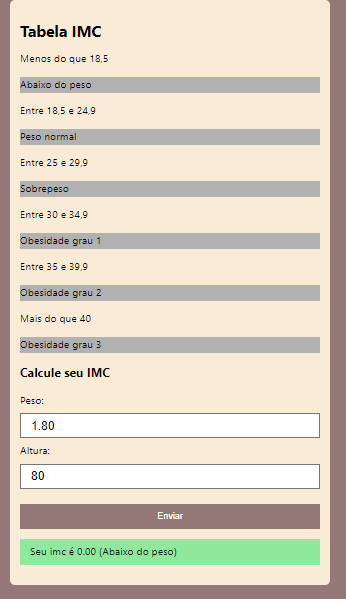 Tabela IMC
Menos do que 18,5
Abaixo do peso
Entre 18,5 e 24,9
Peso normal
Entre 25 e 29,9
Sobrepeso
Entre 30 e 34,9
Obesidade grau 1
Entre 35 e 39,9
Obesidade grau 2
Mais do que 40
Obesidade grau 3
Calcule seu IMC
Peso:
1.80
Altura:
80
Enviar
Seu imc é 0.00 (Abaixo do peso)